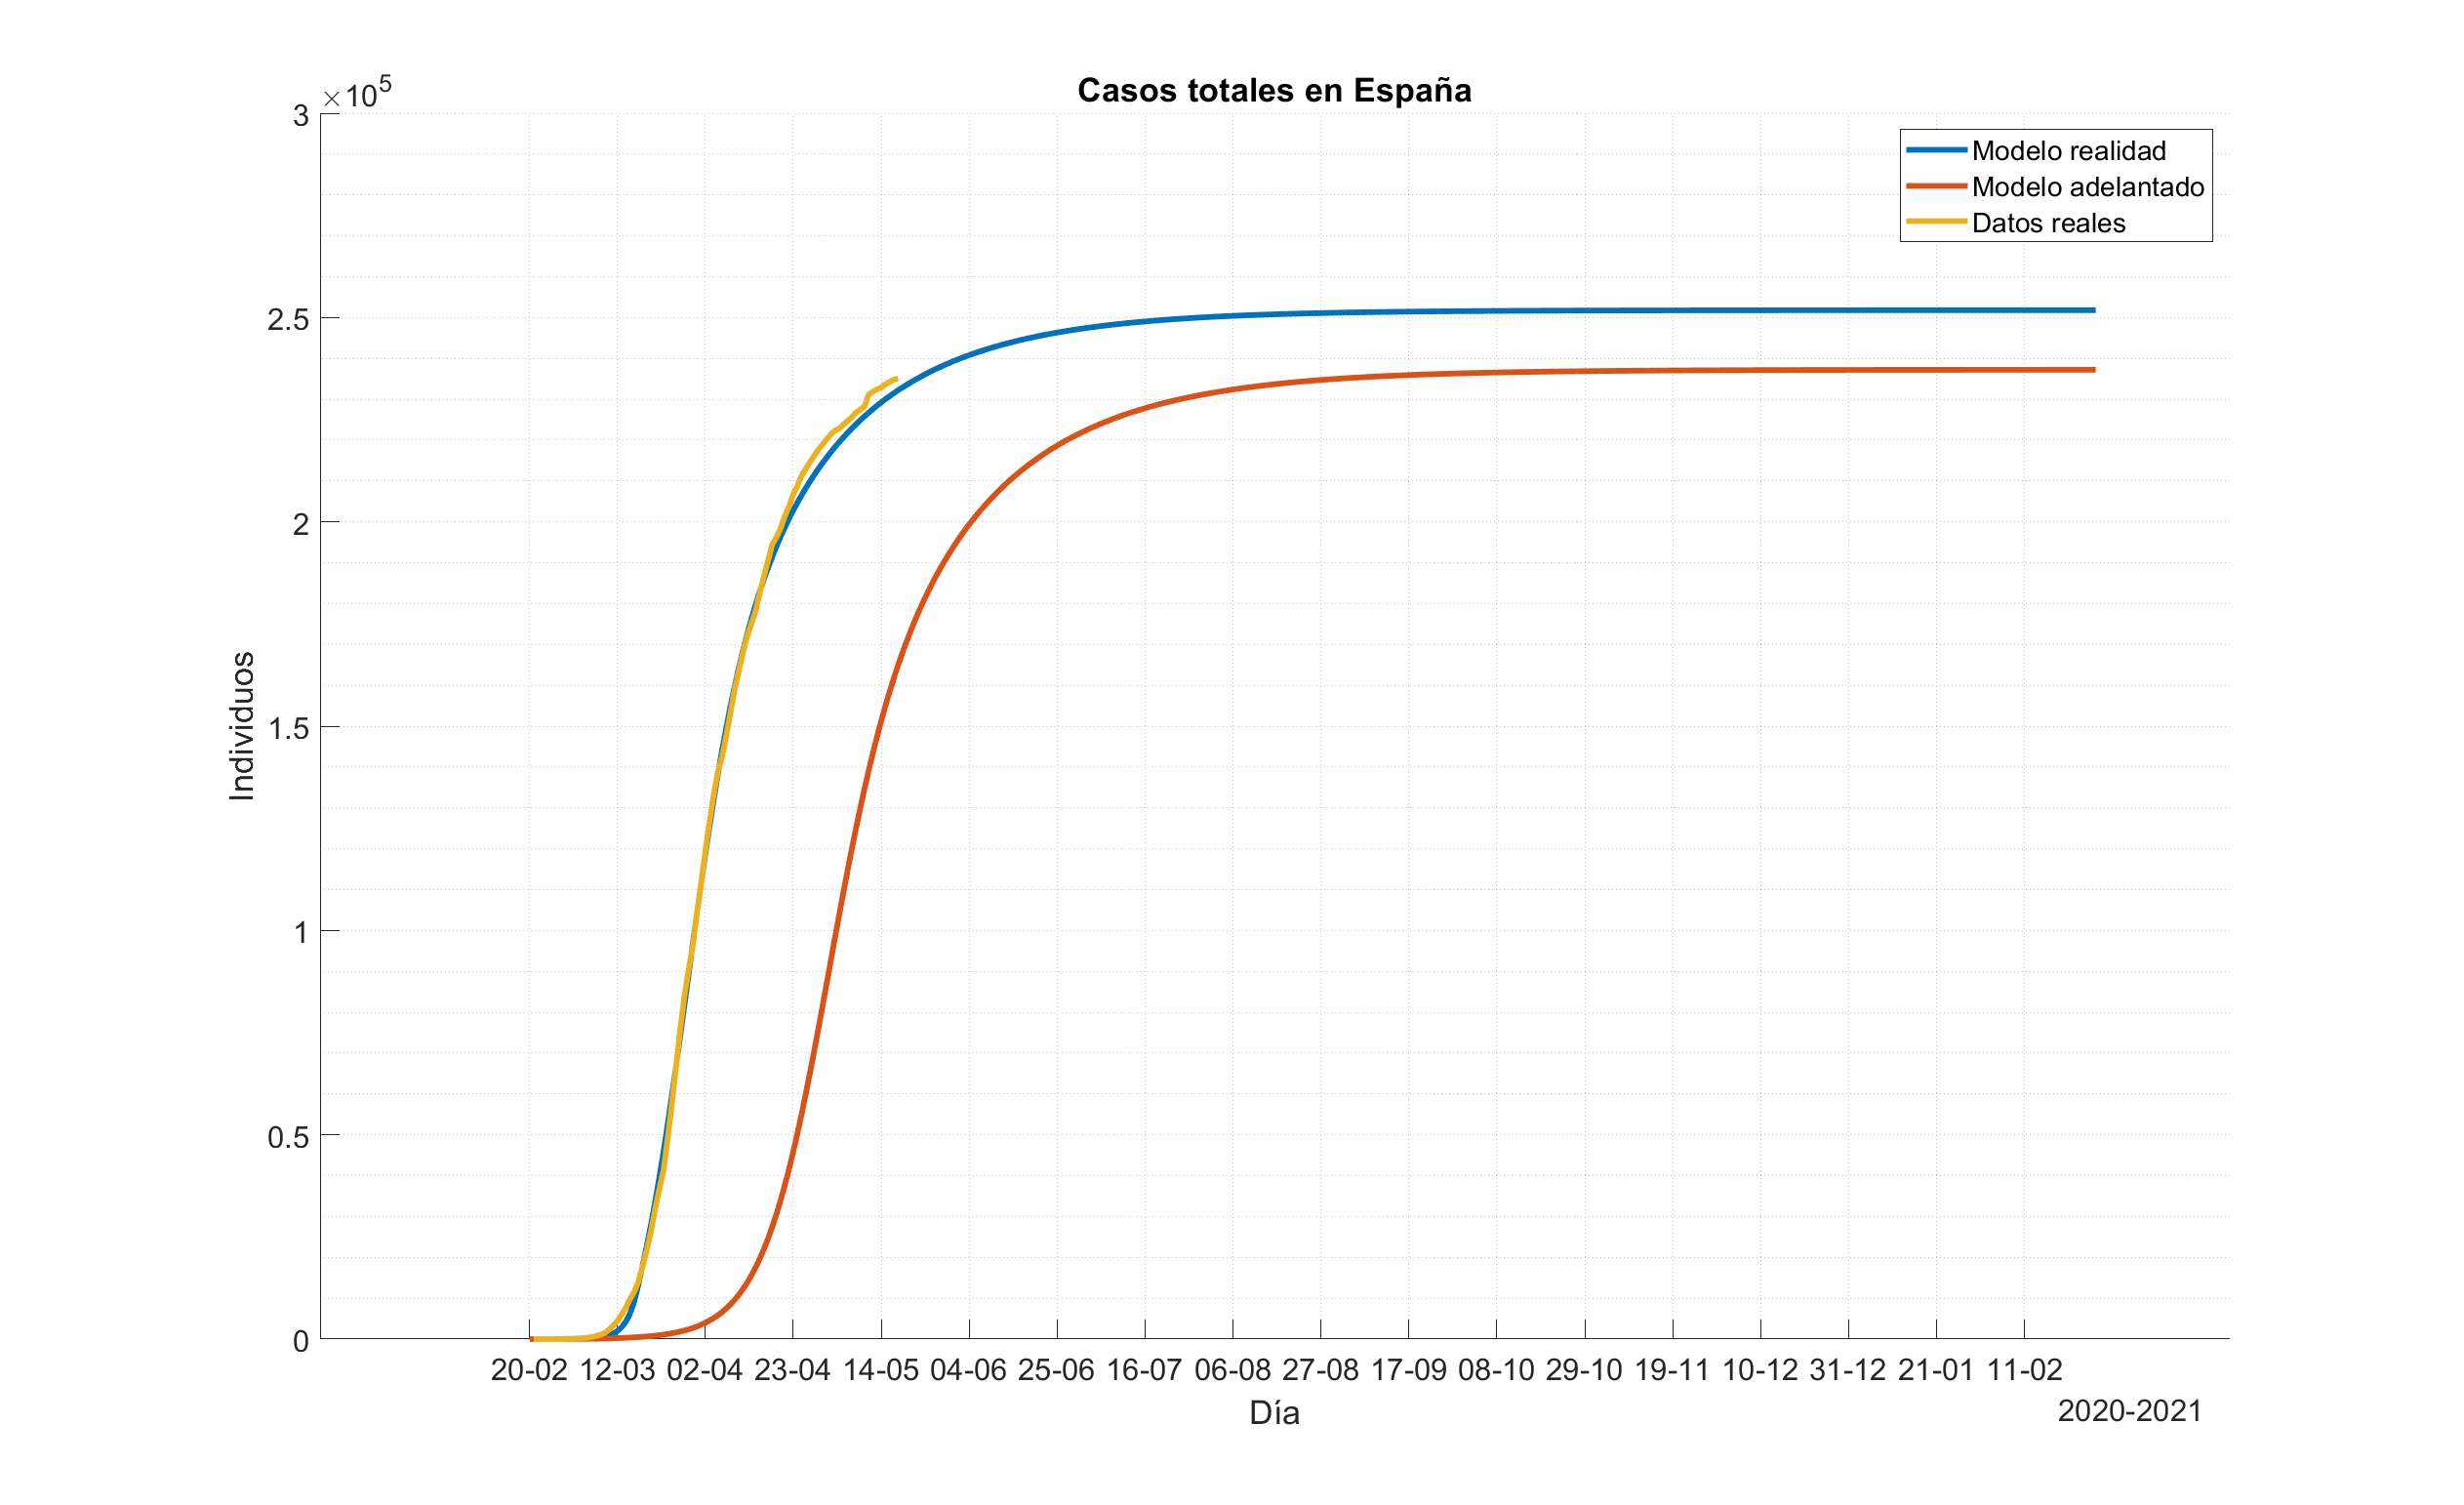 Casos totales en España
×10^5
3
2.5
2
1.5
1
0.5
0
Individuos
Modelo realidad
Modelo adelantado
Datos reales
20-02 12-03 02-04 23-04 14-05 04-06 25-06 16-07 06-08 27-08 17-09 08-10 29-10 19-11 10-12 31-12 21-01 11-02
Día
2020-2021